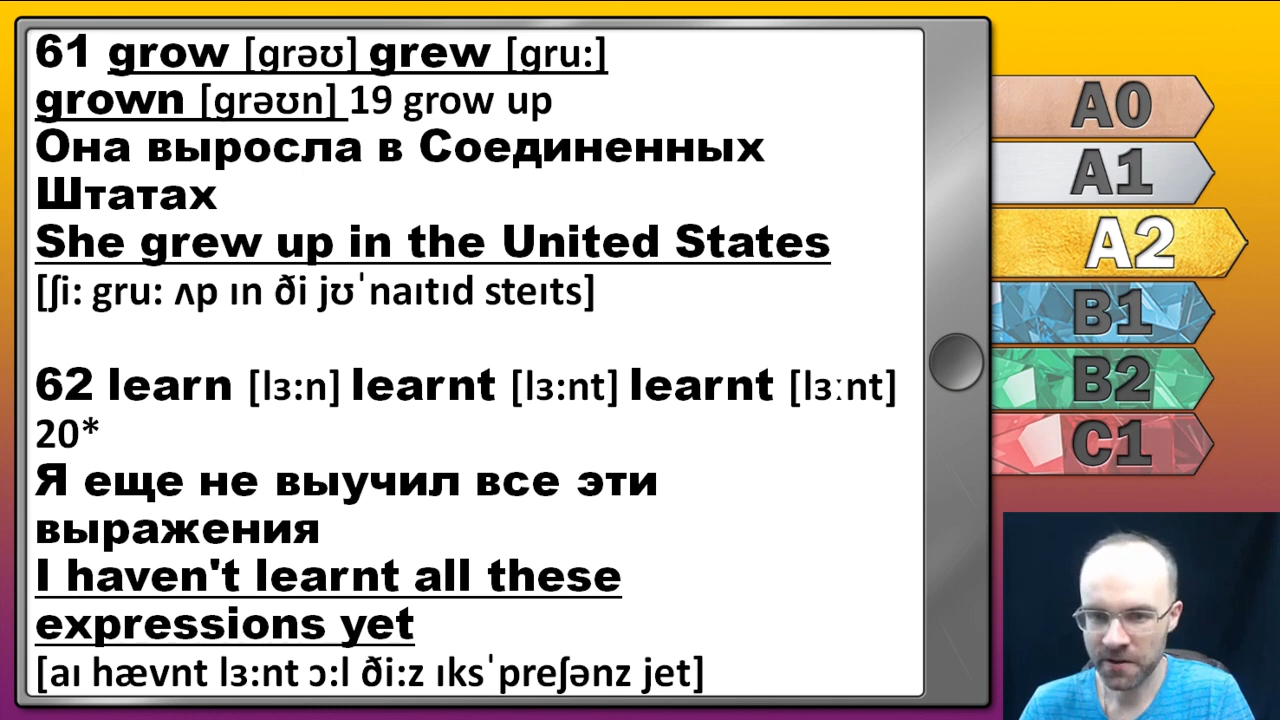 61 grow [grəʊ] grew [gru:]
grown [grəʊn] 19 grow up
Она выросла в Соединенных
Штатах
She grew up in the United States
[ʃi: gru: ʌp ɪn ði jʊˈnaɪtɪd steɪts]
62 learn [lɜ:n] learnt [lɜ:nt] learnt [lɜːnt]
20*
Я еще не выучил все эти
выражения
I haven't learnt all these
expressions yet
[aɪ hævnt lɜ:nt ɔ:l ði:z ɪksˈpreʃənz jet]
A0
A1
A2
B1
B2
C1